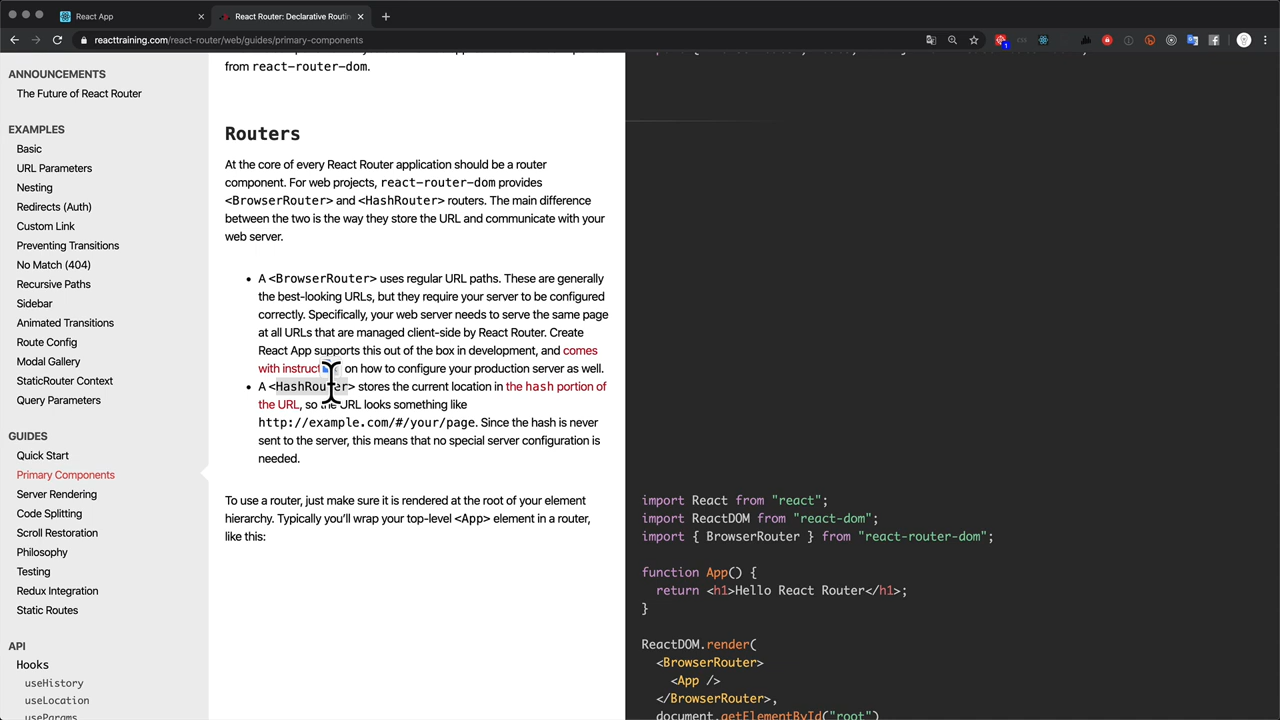 React App
React Router: Declarative Routin
reacttraining.com/react-router/web/guides/primary-components
ANNOUNCEMENTS
The Future of React Router
EXAMPLES
Basic
URL Parameters
Nesting
Redirects (Auth)
Custom Link
Preventing Transitions
No Match (404)
Recursive Paths
Sidebar
Animated Transitions
Route Config
Modal Gallery
StaticRouter Context
Query Parameters
GUIDES
Quick Start
Primary Components
Server Rendering
Code Splitting
Scroll Restoration
Philosophy
Testing
Redux Integration
Static Routes
API
Hooks
useHistory
useLocation
useParams
from react-router-dom.
Routers
At the core of every React Router application should be a router
component. For web projects, react-router-dom provides
<BrowserRouter> and <HashRouter> routers. The main difference
between the two is the way they store the URL and communicate with your
web server.
• A <BrowserRouter> uses regular URL paths. These are generally
the best-looking URLs, but they require your server to be configured
correctly. Specifically, your web server needs to serve the same page
at all URLs that are managed client-side by React Router. Create
React App supports this out of the box in development, and comes
with instruct on how to configure your production server as well.
• A <HashRouter> stores the current location in the hash portion of
the URL, so the URL looks something like
http://example.com/#/your/page. Since the hash is never
sent to the server, this means that no special server configuration is
needed.
To use a router, just make sure it is rendered at the root of your element
hierarchy. Typically you'll wrap your top-level <App> element in a router,
like this:
import React from "react";
import ReactDOM from "react-dom";
import { BrowserRouter } from "react-router-dom";
function App() {
return <h1>Hello React Router</h1>;
}
ReactDOM.render(
<BrowserRouter>
<App />
</BrowserRouter>,
document.getElementById("root")